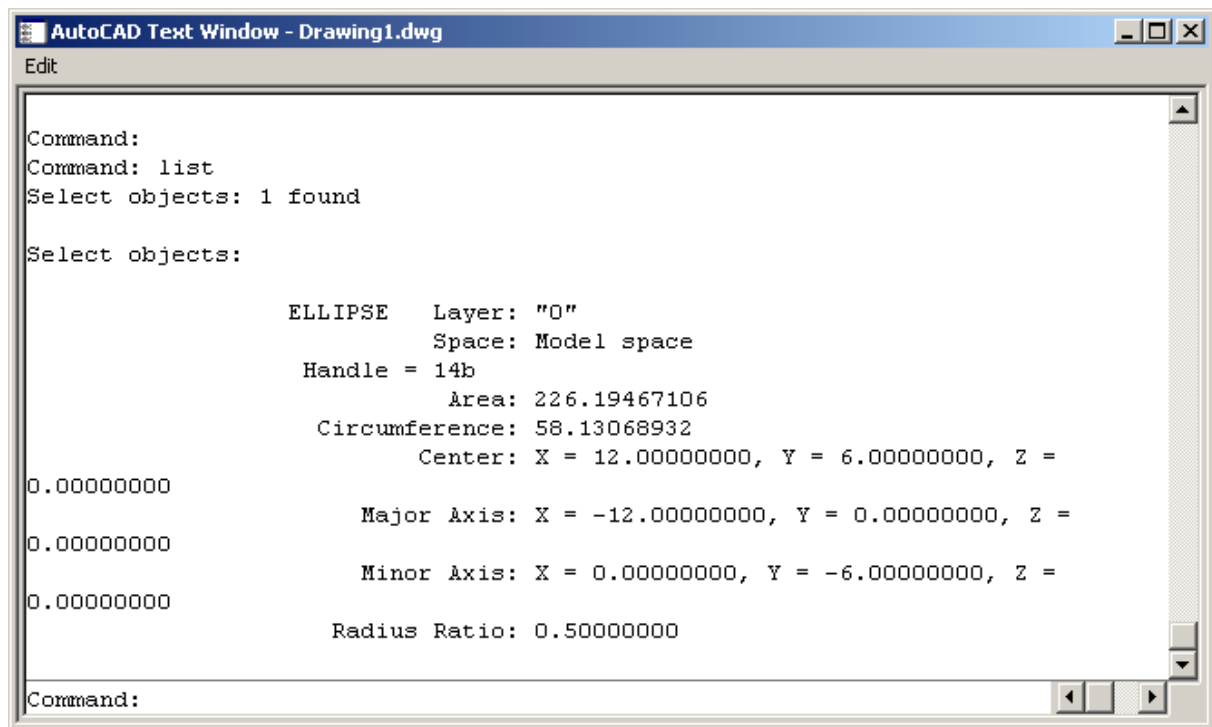 AutoCAD Text Window - Drawing1.dwg
Edit
Command:
Command: list
Select objects: 1 found
Select objects:
ELLIPSE Layer: "0"
Space: Model space
Handle = 14b
Area: 226.19467106
Circumference: 58.13068932
Center: X = 12.00000000, Y = 6.00000000, Z =
0.00000000
Major Axis: X = -12.00000000, Y = 0.00000000, Z =
0.00000000
Minor Axis: X = 0.00000000, Y = -6.00000000, Z =
0.00000000
Radius Ratio: 0.50000000
Command: